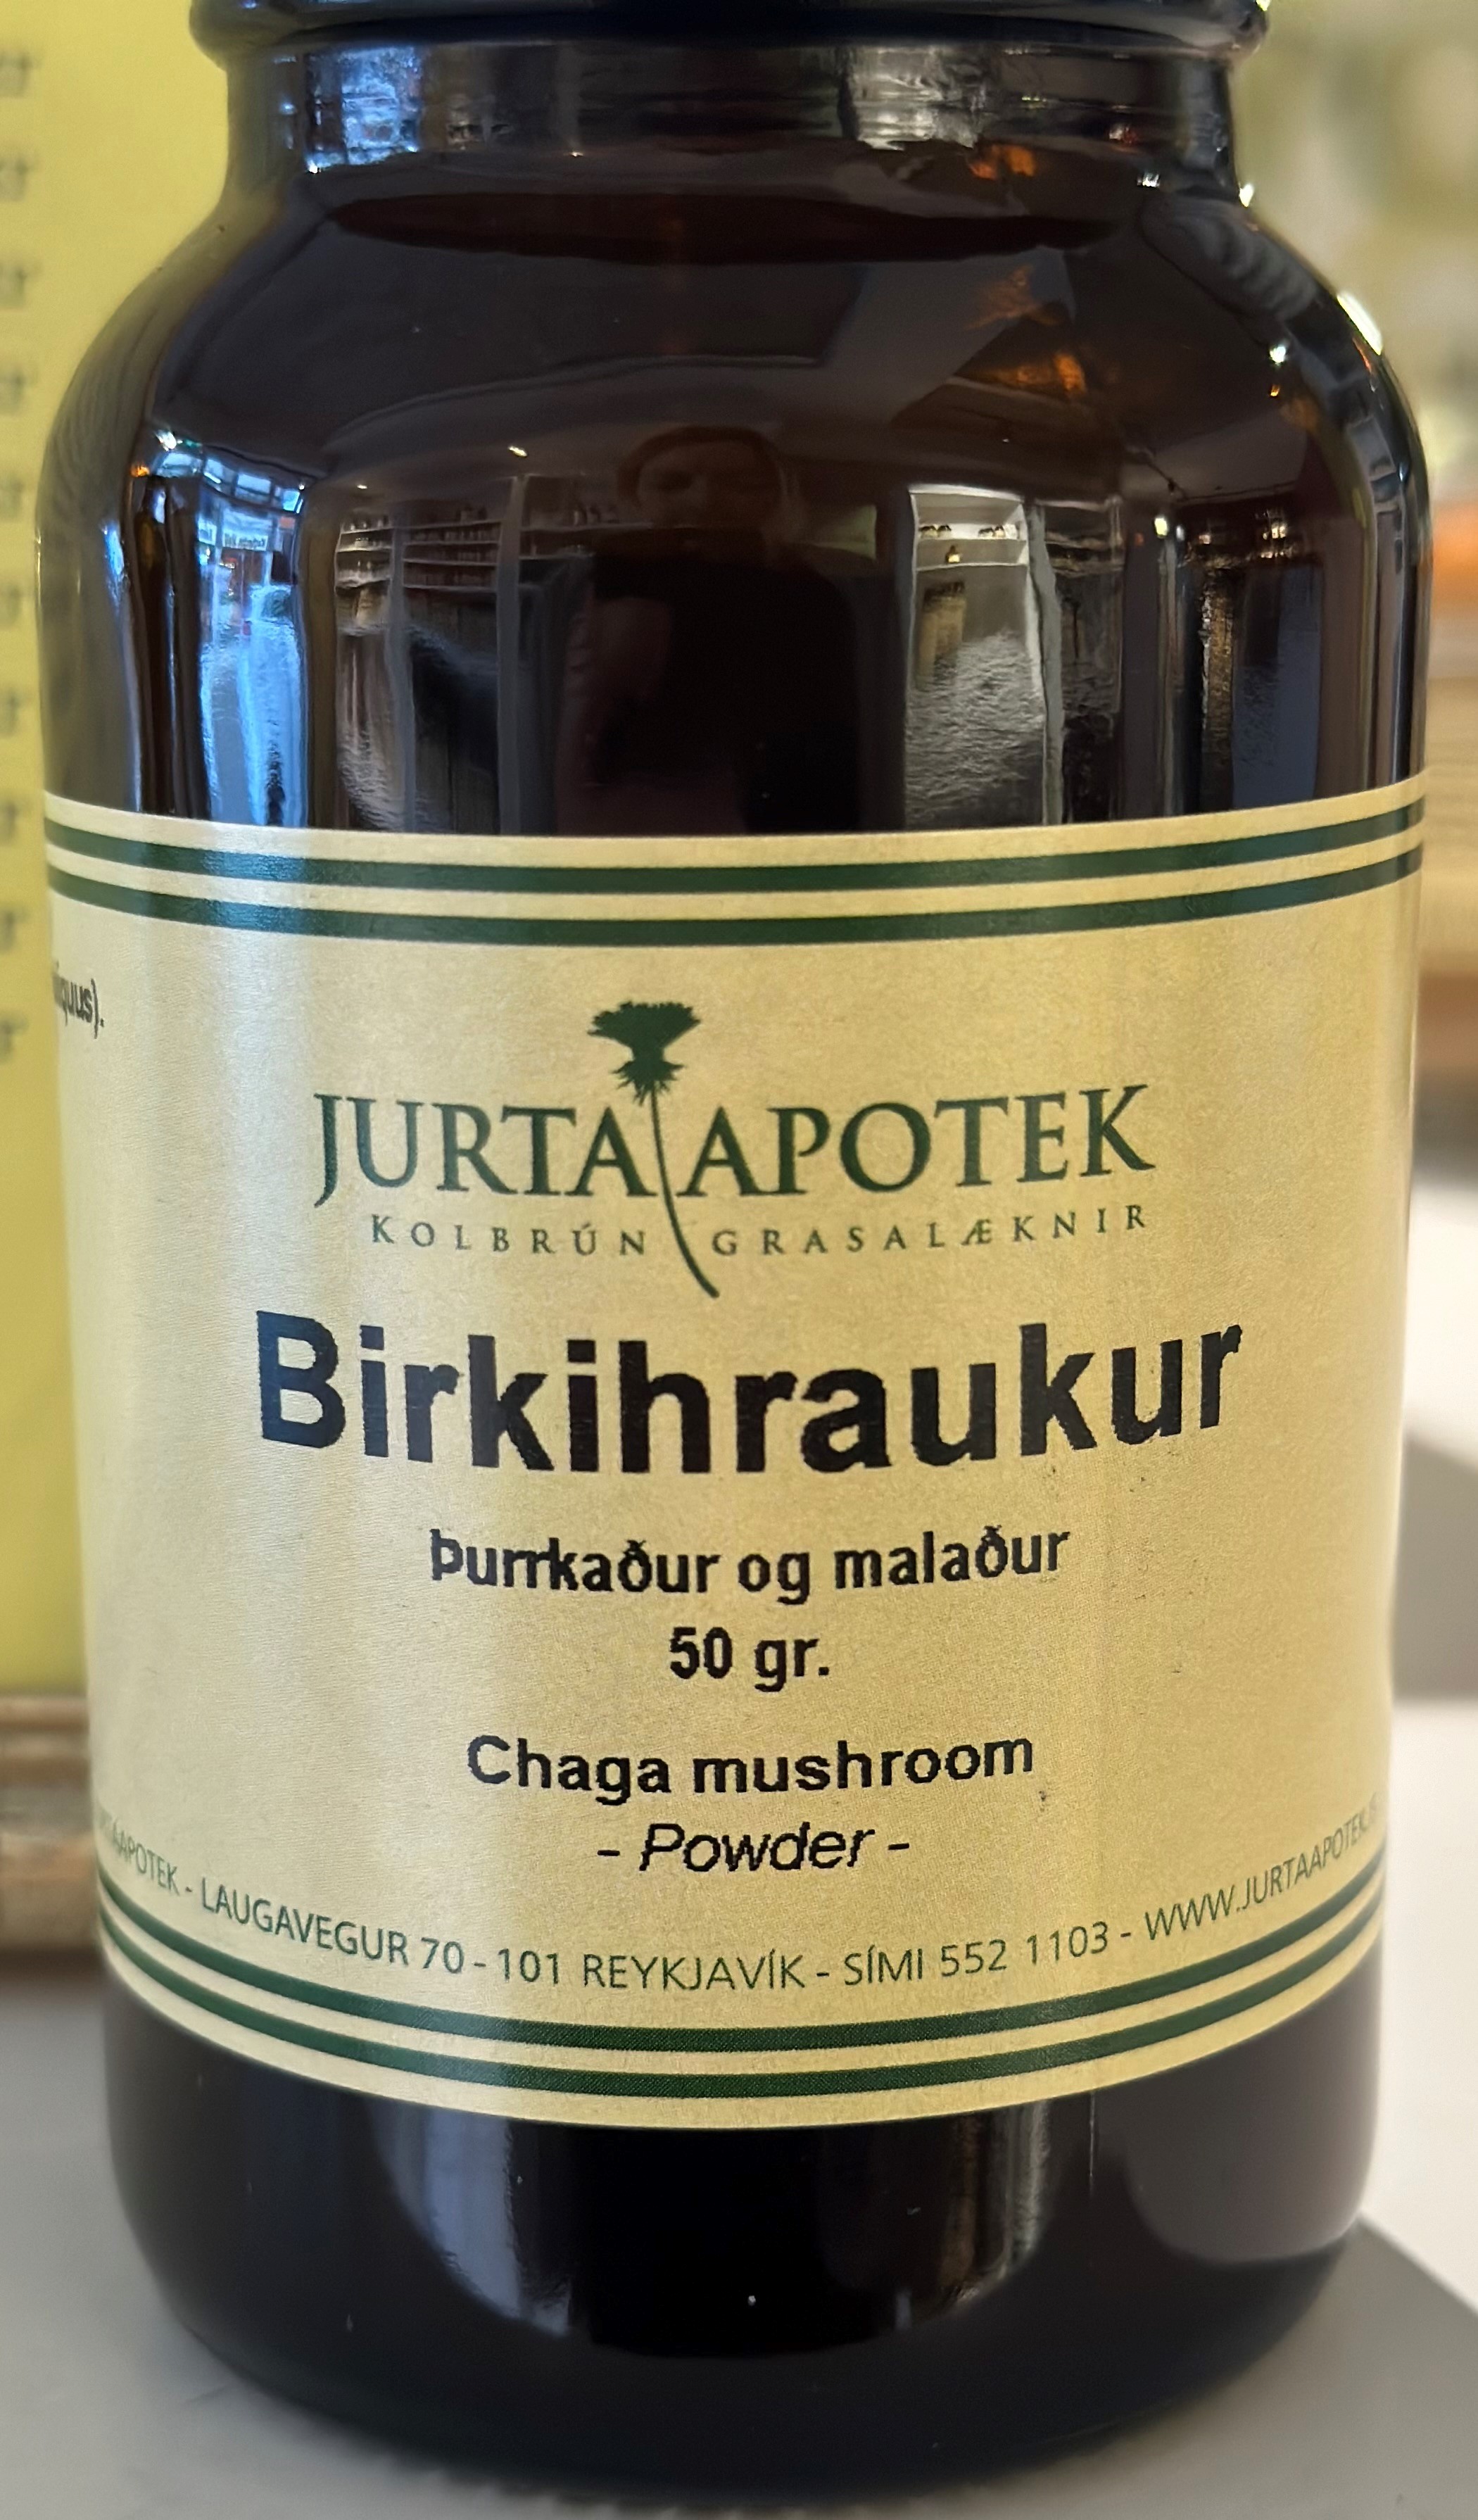 JURTA APOTEK
KOLBRÚN GRASALÆKNIR
Birkihraukur
Þurrkaður og malaður
50 gr.
Chaga mushroom
- Powder -
LAUGAVEGUR 70 - 101 REYKJAVÍK - SÍMI 552 1103 - WWW.JURTAAPOTEK